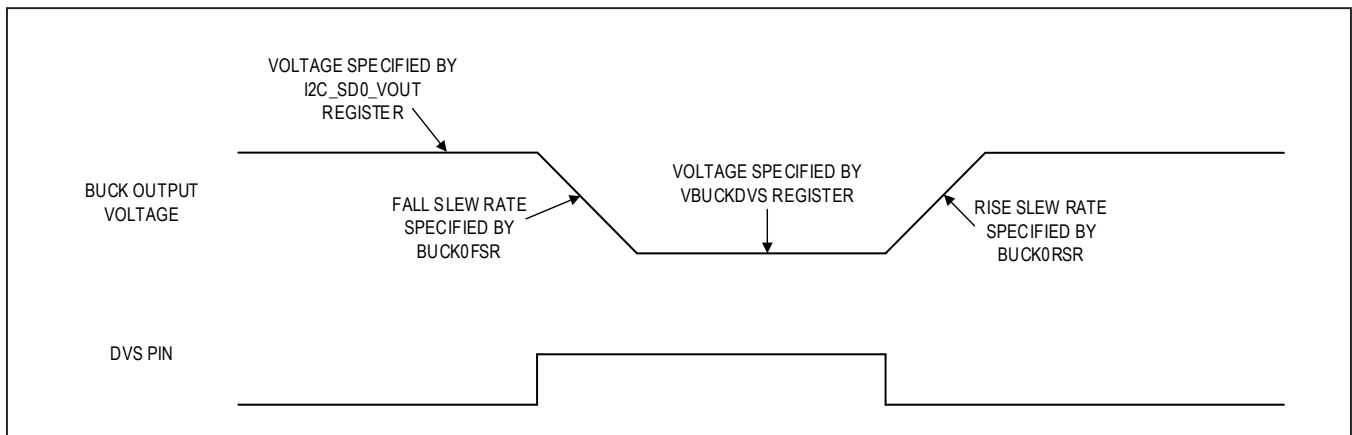 VOLTAGE SPECIFIED BY
I2C_SD0_VOUT
REGISTER
BUCK OUTPUT
VOLTAGE
FALL SLEW RATE
SPECIFIED BY
BUCK0FSR
VOLTAGE SPECIFIED BY
VBUCKDVS REGISTER
RISE SLEW RATE
SPECIFIED BY
BUCK0RSR
DVS PIN